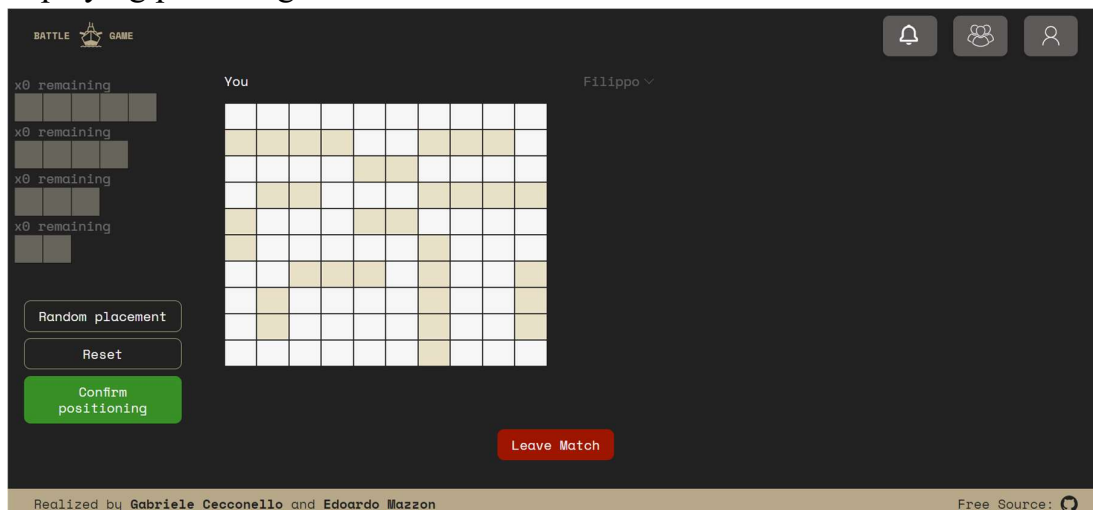 BATTLE GAME
x0 remaining
You
Filippo
x0 remaining
x0 remaining
x0 remaining
Random placement
Reset
Confirm
positioning
Leave Match
Realized by Gabriele Cecconello and Edoardo Mazzon
Free Source: